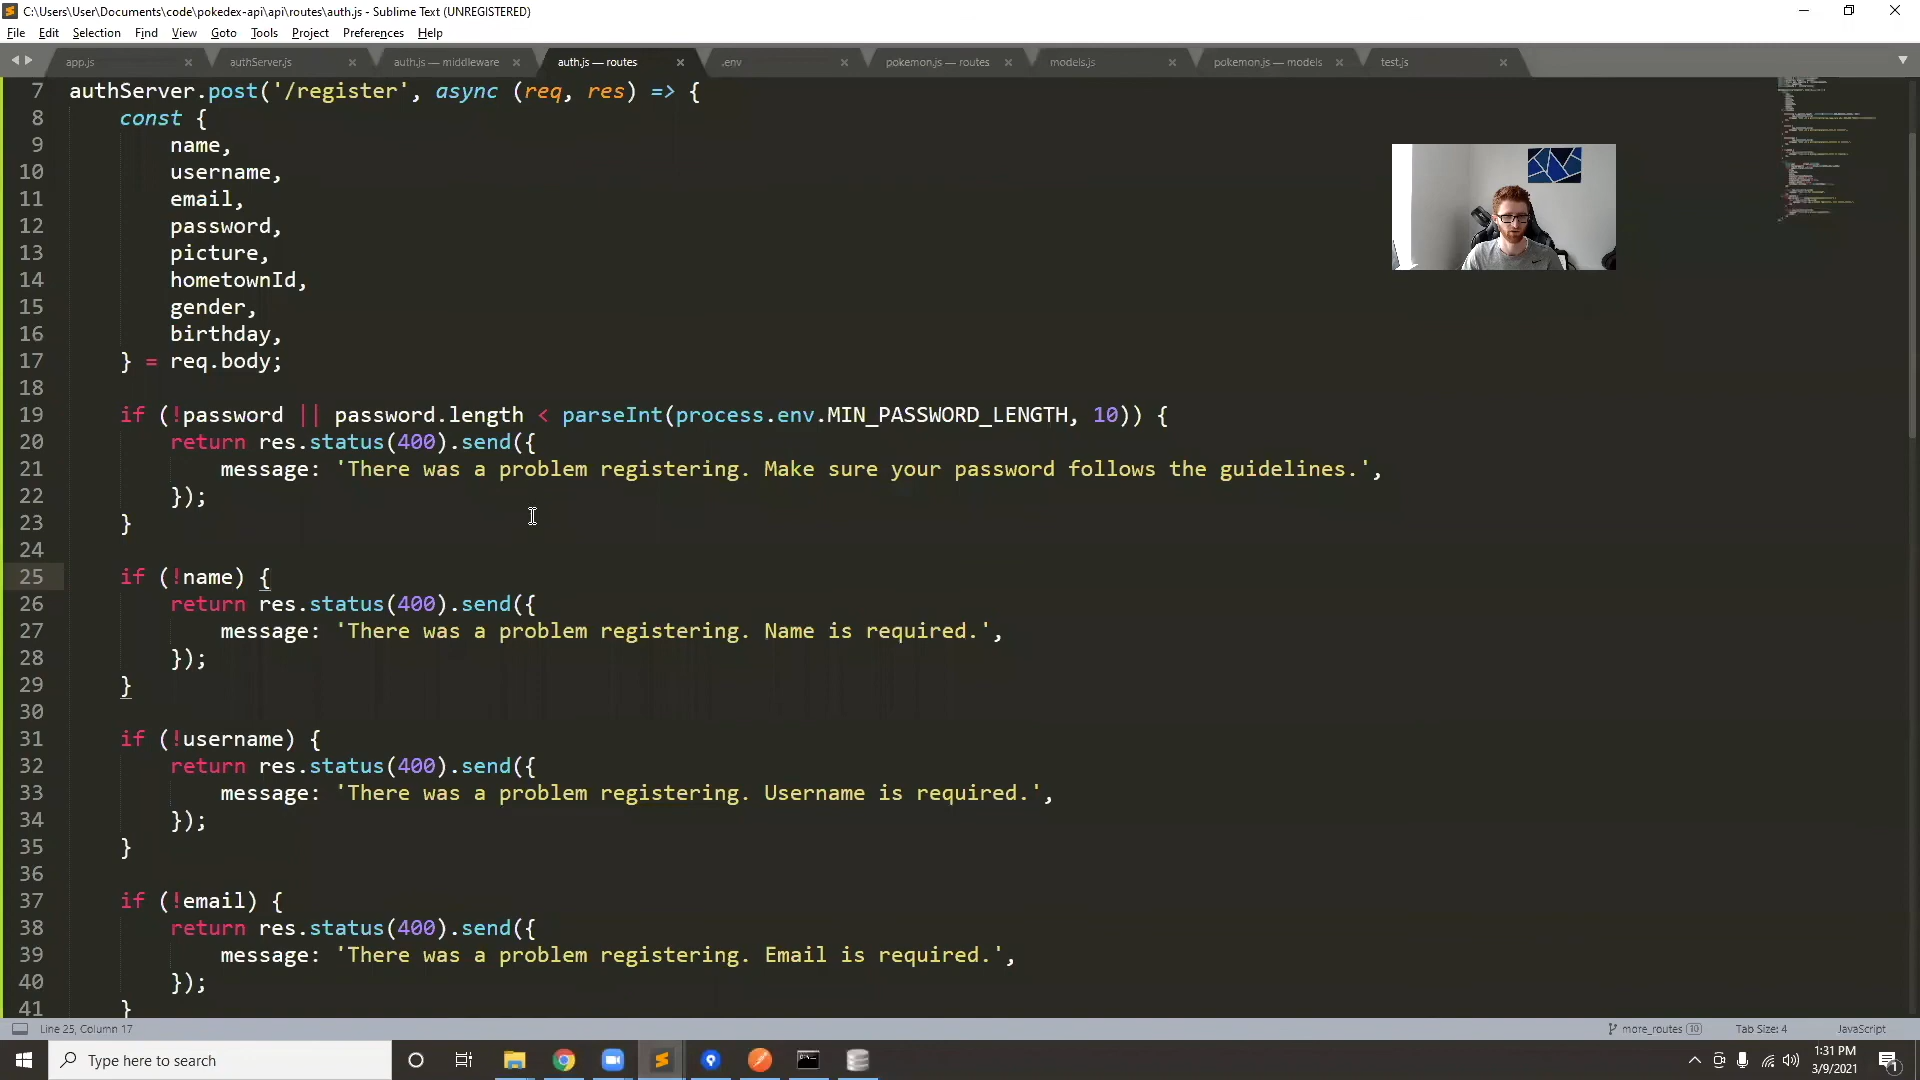 C:\Users\User\Documents\code\pokedex-api\api\routes\auth.js - Sublime Text (UNREGISTERED)
File Edit Selection Find View Goto Tools Project Preferences Help
app.js authServer.js auth.js — middleware auth.js — routes .env pokemon.js — routes models.js pokemon.js — models test.js
7 authServer.post('/register', async (req, res) => {
8 const {
9 name,
10 username,
11 email,
12 password,
13 picture,
14 hometownId,
15 gender,
16 birthday,
17 } = req.body;
18
19 if (!password || password.length < parseInt(process.env.MIN_PASSWORD_LENGTH, 10)) {
20 return res.status(400).send({
21 message: 'There was a problem registering. Make sure your password follows the guidelines.',
22 });
23 }
24
25 if (!name) {
26 return res.status(400).send({
27 message: 'There was a problem registering. Name is required.',
28 });
29 }
30
31 if (!username) {
32 return res.status(400).send({
33 message: 'There was a problem registering. Username is required.',
34 });
35 }
36
37 if (!email) {
38 return res.status(400).send({
39 message: 'There was a problem registering. Email is required.',
40 });
41 }
Line 25, Column 17 more_routes 10 Tab Size: 4 JavaScript
Type here to search
1:31 PM
3/9/2021
1